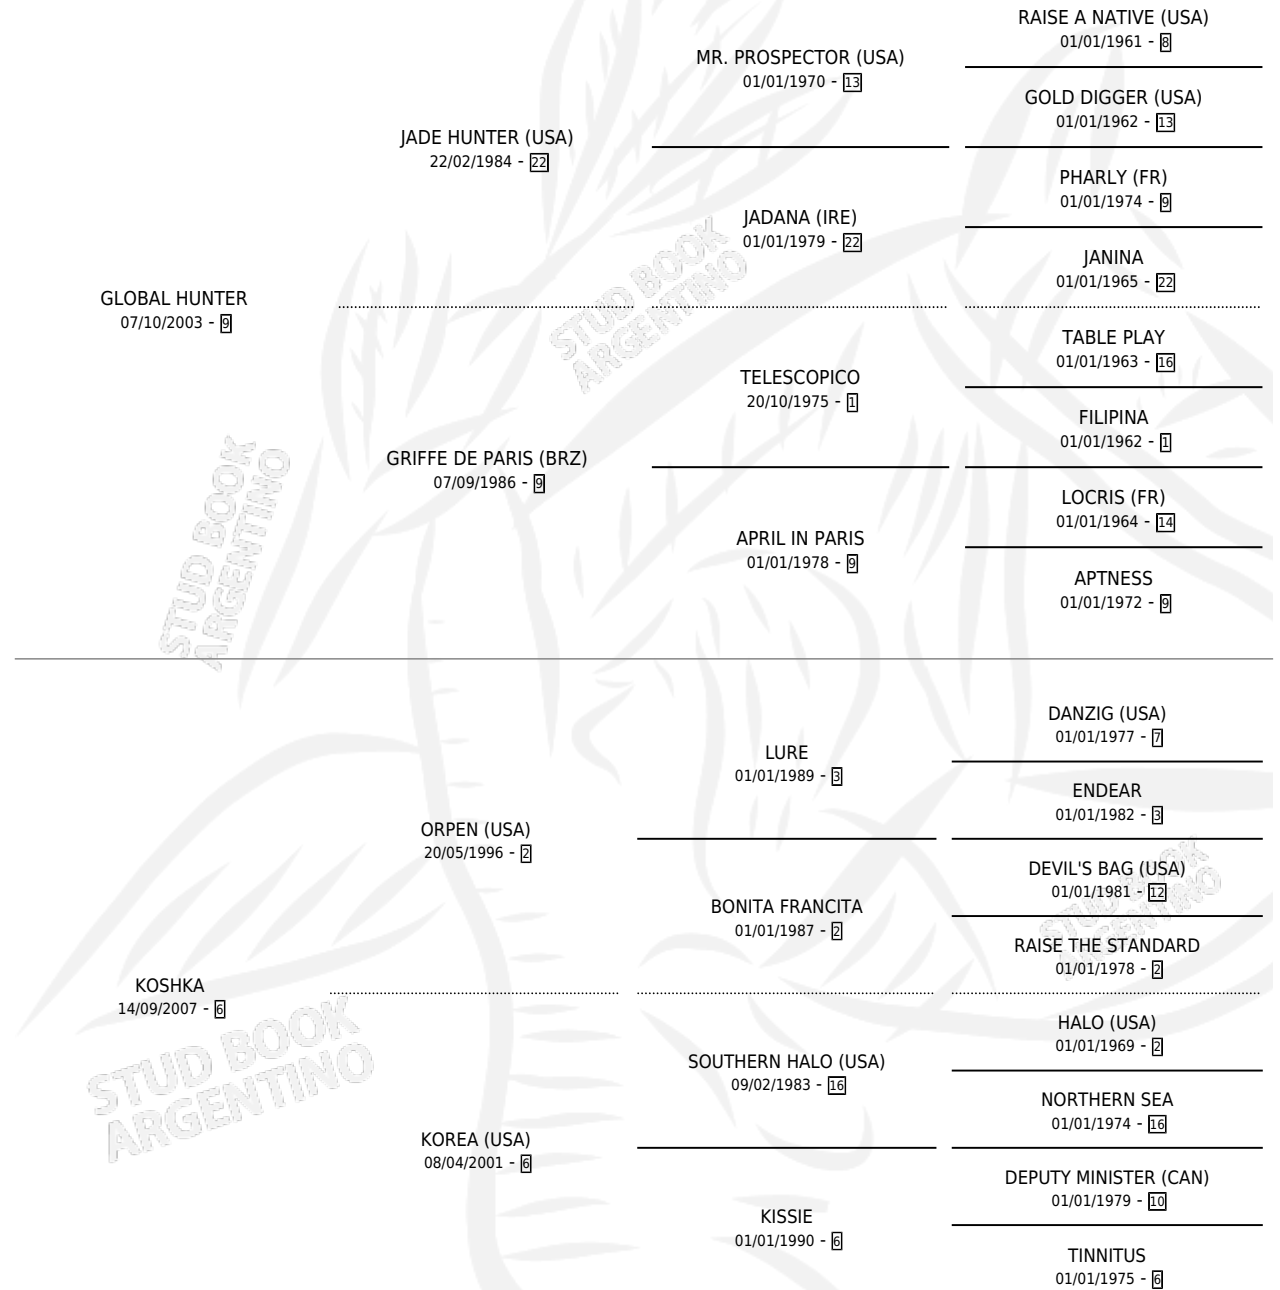 RAISE A NATIVE (USA)
01/01/1961 - 8
MR. PROSPECTOR (USA)
01/01/1970 - 13
GOLD DIGGER (USA)
01/01/1962 - 13
JADE HUNTER (USA)
22/02/1984 - 22
PHARLY (FR)
01/01/1974 - 9
JADANA (IRE)
01/01/1979 - 22
JANINA
01/01/1965 - 22
GLOBAL HUNTER
07/10/2003 - 9
TABLE PLAY
01/01/1963 - 16
TELESCOPICO
20/10/1975 - 1
FILIPINA
01/01/1962 - 1
GRIFFE DE PARIS (BRZ)
07/09/1986 - 9
LOCRIS (FR)
01/01/1964 - 14
APRIL IN PARIS
01/01/1978 - 9
APTNESS
01/01/1972 - 9
DANZIG (USA)
01/01/1977 - 7
LURE
01/01/1989 - 3
ENDEAR
01/01/1982 - 3
ORPEN (USA)
20/05/1996 - 2
DEVIL'S BAG (USA)
01/01/1981 - 12
BONITA FRANCITA
01/01/1987 - 2
RAISE THE STANDARD
01/01/1978 - 2
KOSHKA
14/09/2007 - 6
HALO (USA)
01/01/1969 - 2
SOUTHERN HALO (USA)
09/02/1983 - 16
NORTHERN SEA
01/01/1974 - 16
KOREA (USA)
08/04/2001 - 6
DEPUTY MINISTER (CAN)
01/01/1979 - 10
KISSIE
01/01/1990 - 6
TINNITUS
01/01/1975 - 6
STUD BOOK
ARGENTINO
STUD BOOK
ARGENTINO
STUD BOOK
ARGENTINO
STUD BOOK
ARGENTINO